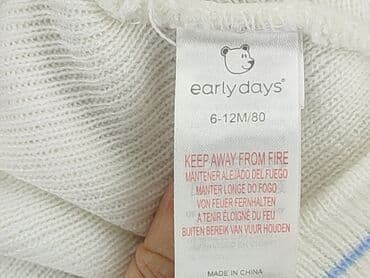 early days
6-12M/80
KEEP AWAY FROM FIRE
MANTENER ALEJADO DEL FUEGO
MANTER LONGE DO FOGO
VON FEUER FERNHALTEN
A TENIR ÉLOIGNÉ DU FEU
BUITEN BEREIK VAN VUUR HOUDEN
MADE IN CHINA